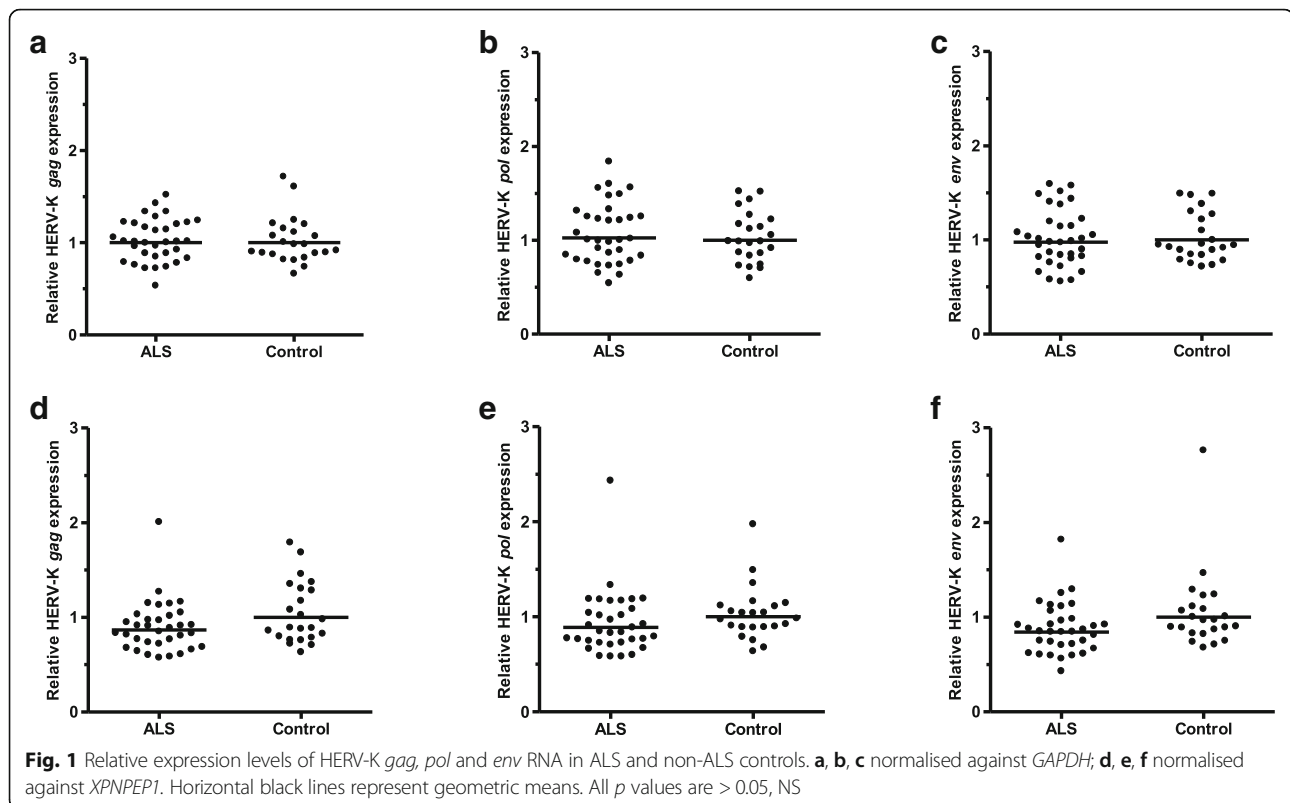 a
3
2
1
0
Relative HERV-K gag expression
ALS
Control
b
3
2
1
0
Relative HERV-K pol expression
ALS
Control
c
3
2
1
0
Relative HERV-K env expression
ALS
Control
d
3
2
1
0
Relative HERV-K gag expression
ALS
Control
e
3
2
1
0
Relative HERV-K pol expression
ALS
Control
f
3
2
1
0
Relative HERV-K env expression
ALS
Control
Fig. 1 Relative expression levels of HERV-K gag, pol and env RNA in ALS and non-ALS controls. a, b, c normalised against GAPDH; d, e, f normalised
against XPNPEP1. Horizontal black lines represent geometric means. All p values are > 0.05, NS